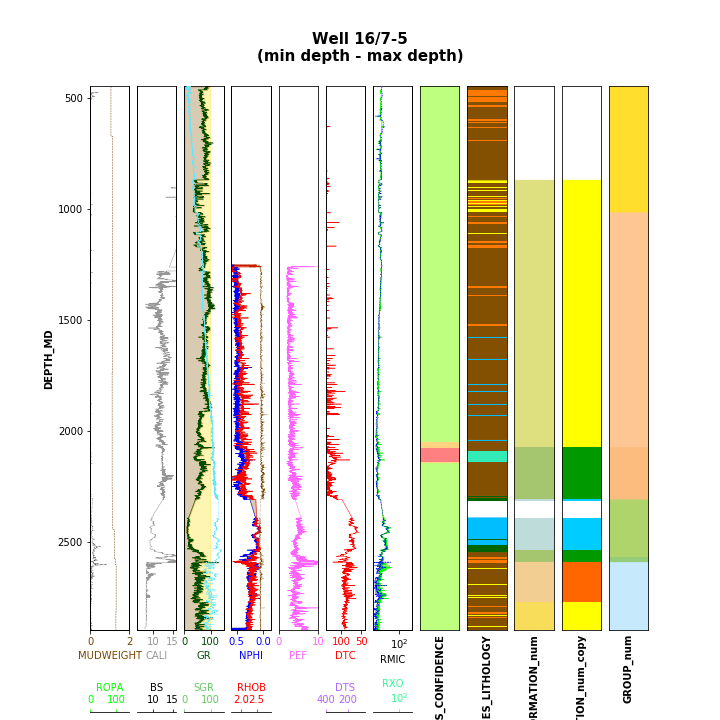 Well 16/7-5
(min depth - max depth)
DEPTH_MD
500
1000
1500
2000
2500
0 2
MUDWEIGHT
ROPA
0 100
10 15
CALI
BS
10 15
0 100
GR
SGR
0 100
0.5 0.0
NPHI
RHOB
2.0 2.5
0 10
PEF
100 50
DTC
DTS
400 200
10²
RMIC
RXO
10²
S_CONFIDENCE
ES_LITHOLOGY
RMATION_num
TION_num_copy
GROUP_num